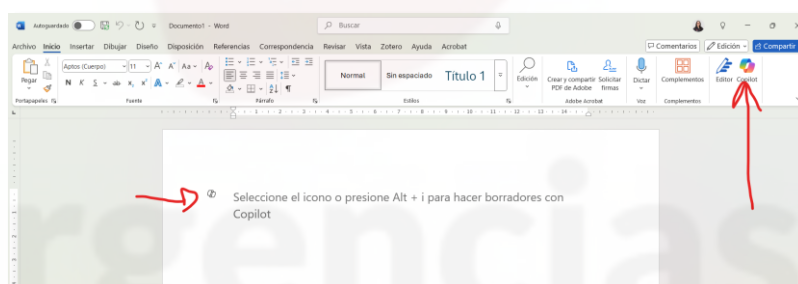 Autoguardado
Documento1 - Word
Buscar
Archivo Inicio Insertar Dibujar Diseño Disposición Referencias Correspondencia Revisar Vista Zotero Ayuda Acrobat
Comentarios Edición Compartir
Pegar
Aptos (Cuerpo) 11
N K S
Normal
Sin espaciado
Título 1
Edición
Crear y compartir PDF de Adobe
Solicitar firmas
Dictar
Complementos
Editor
Copilot
Portapapeles
Fuente
Párrafo
Estilos
Adobe Acrobat
Voz
Complementos
Seleccione el icono o presione Alt + i para hacer borradores con
Copilot
rgencias